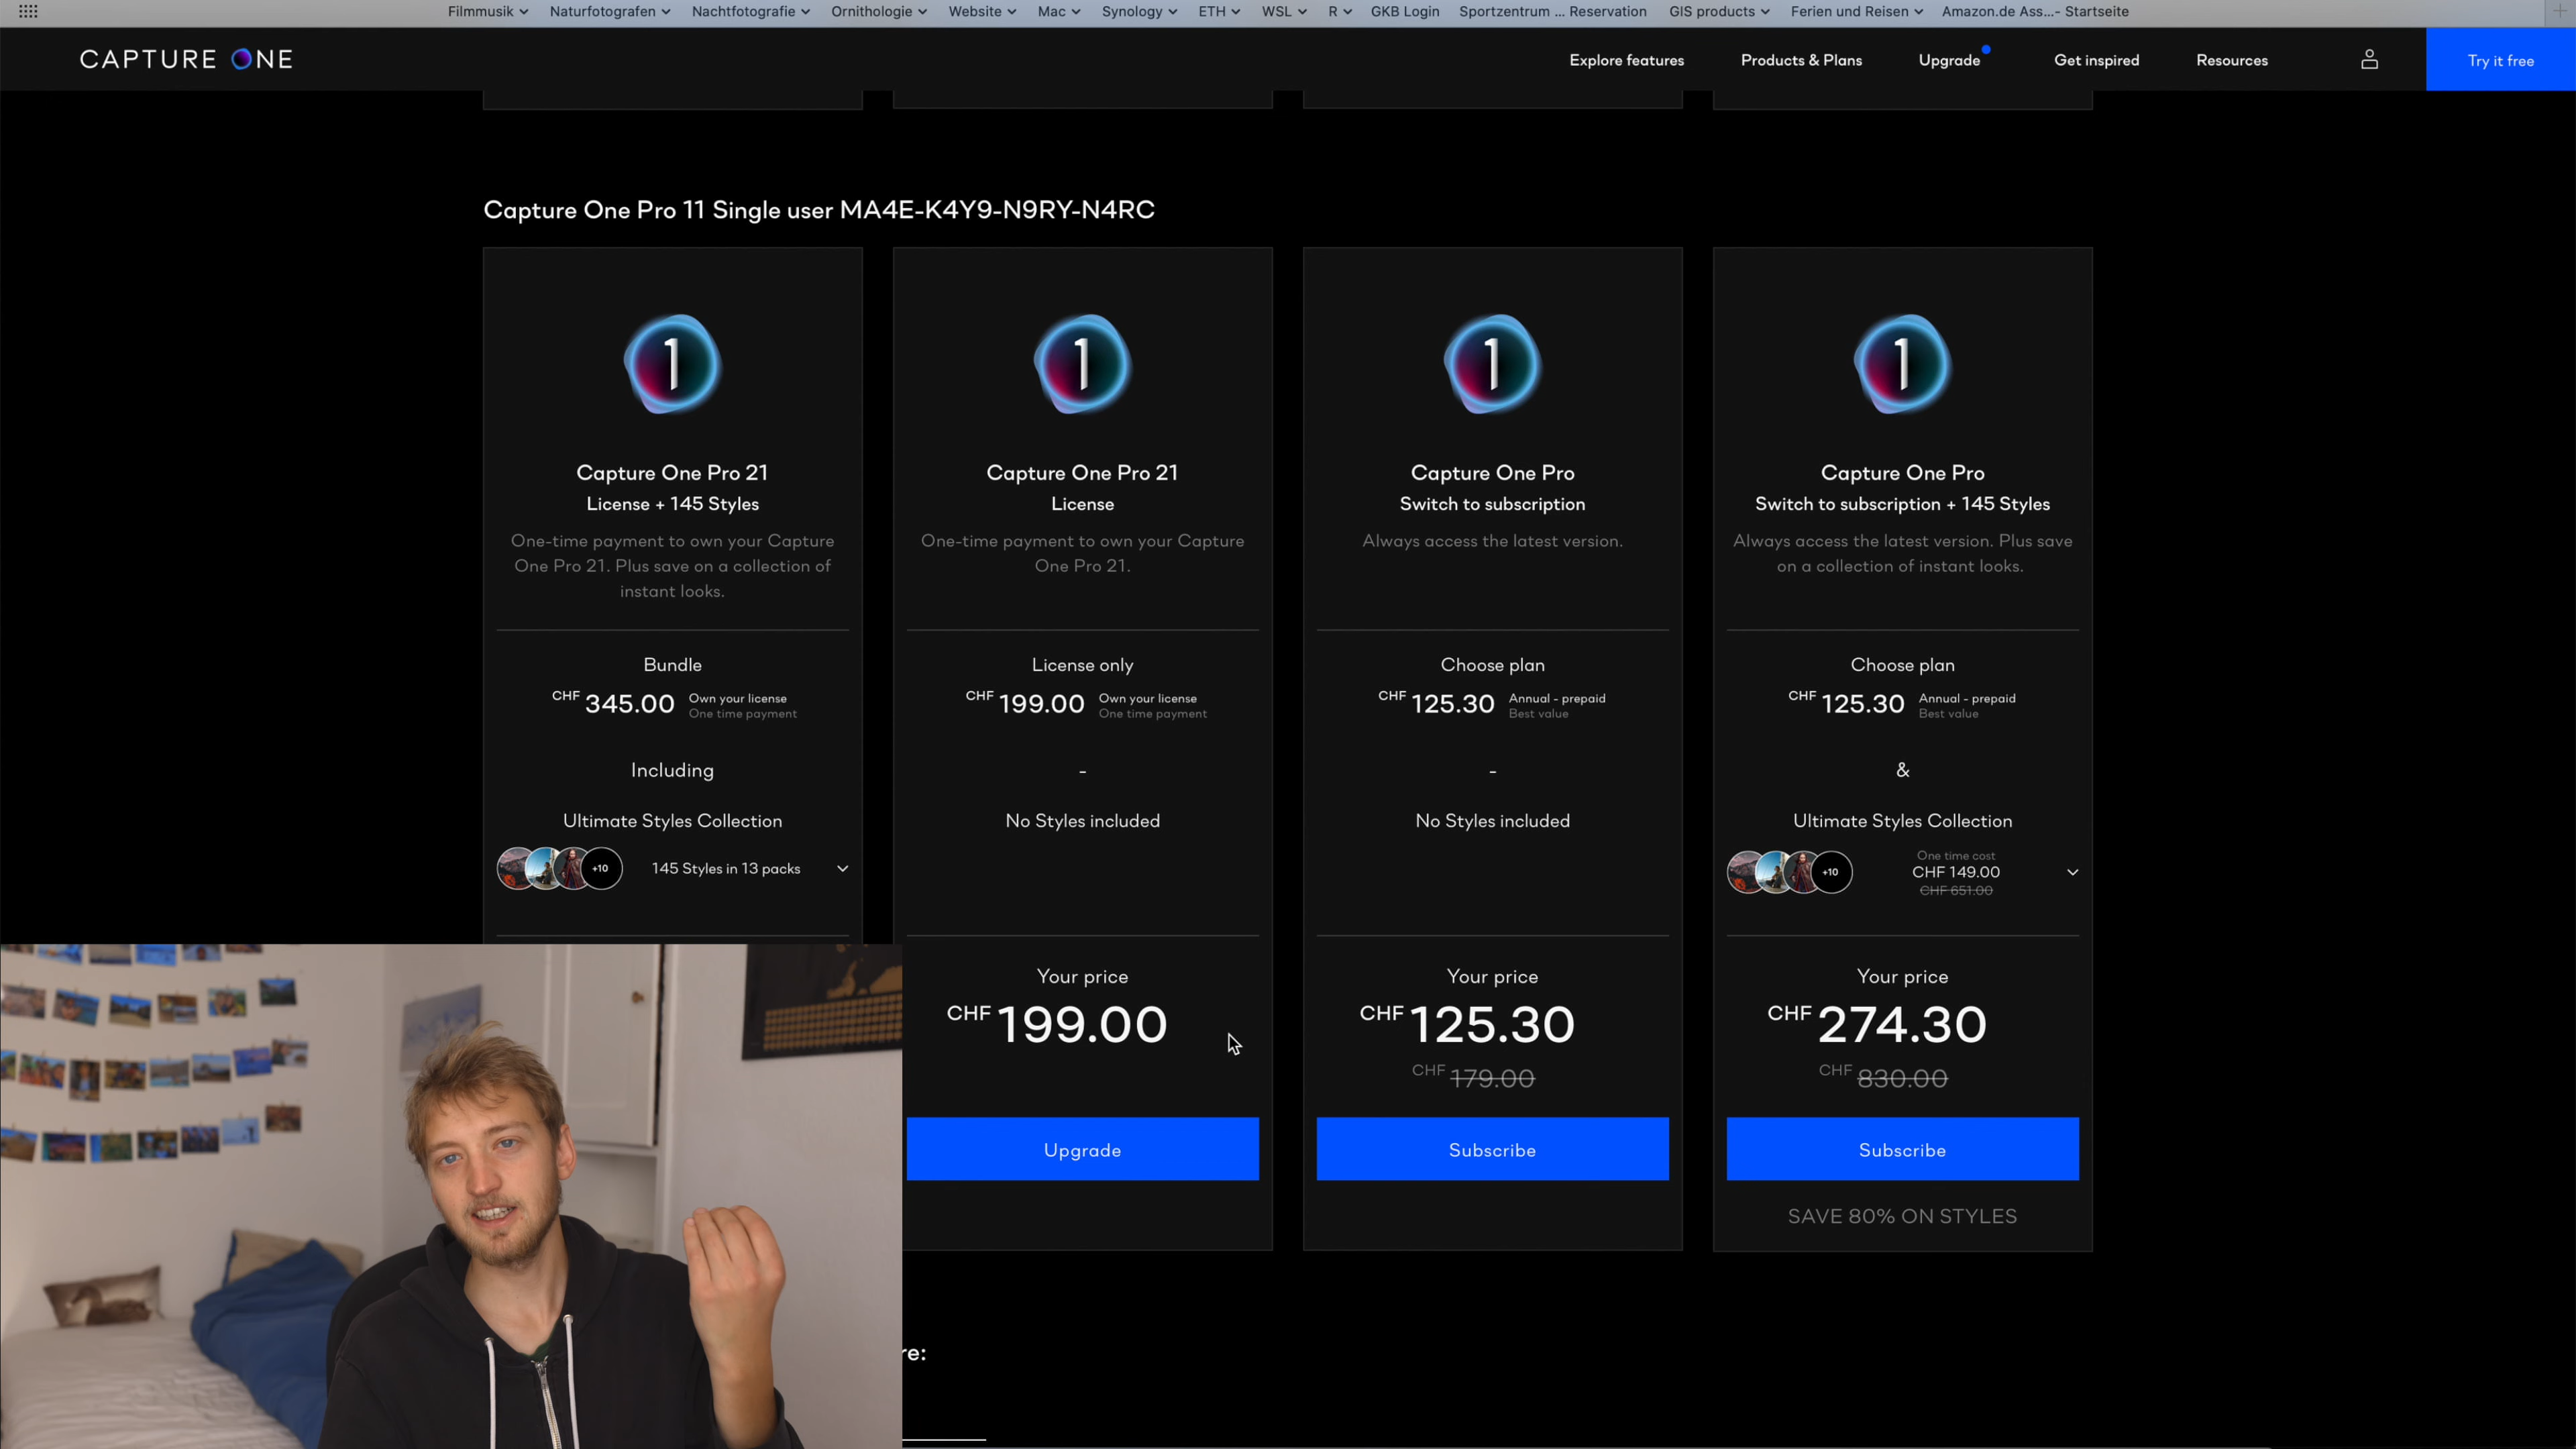 Filmmusik Naturfotografen Nachtfotografie Ornithologie Website Mac Synology ETH WSL R GKB Login Sportzentrum ... Reservation GIS products Ferien und Reisen Amazon.de Ass...- Startseite
CAPTURE ONE Explore features Products & Plans Upgrade Get inspired Resources Try it free
Capture One Pro 11 Single user MA4E-K4Y9-N9RY-N4RC
1
Capture One Pro 21
License + 145 Styles
One-time payment to own your Capture
One Pro 21. Plus save on a collection of
instant looks.
Bundle
CHF 345.00 Own your license
One time payment
Including
Ultimate Styles Collection
+10 145 Styles in 13 packs
1
Capture One Pro 21
License
One-time payment to own your Capture
One Pro 21.
License only
CHF 199.00 Own your license
One time payment
-
No Styles included
Your price
CHF 199.00
Upgrade
1
Capture One Pro
Switch to subscription
Always access the latest version.
Choose plan
CHF 125.30 Annual - prepaid
Best value
-
No Styles included
Your price
CHF 125.30
CHF 179.00
Subscribe
1
Capture One Pro
Switch to subscription + 145 Styles
Always access the latest version. Plus save
on a collection of instant looks.
Choose plan
CHF 125.30 Annual - prepaid
Best value
&
Ultimate Styles Collection
One time cost
+10 CHF 149.00
CHF 651.00
Your price
CHF 274.30
CHF 830.00
Subscribe
SAVE 80% ON STYLES
re: